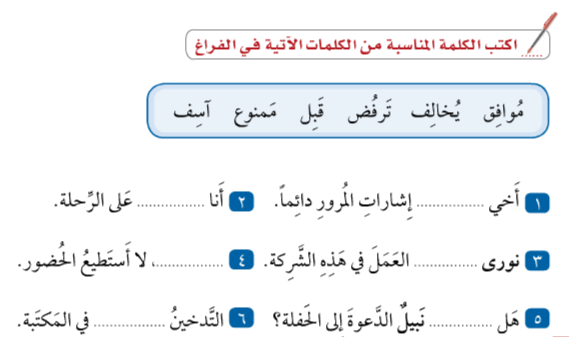 اكتب الكلمة المناسبة من الكلمات الآتية في الفراغ
مُوافِق يُخالِف تَرفُض قَبِل مَمنوع آسِف
١ أَخي ............... إِشاراتِ المُرورِ دائِماً. ٢ أَنا ............... عَلى الرِّحلة.
٣ نورى ............... العَمَلَ في هَذِهِ الشَّرِكة. ٤ ...............، لا أَستَطيعُ الحُضور.
٥ هَل ............... نَبيلٌ الدَّعوةَ إِلى الحَفلة؟ ٦ التَّدخينُ ............... في المَكتَبة.